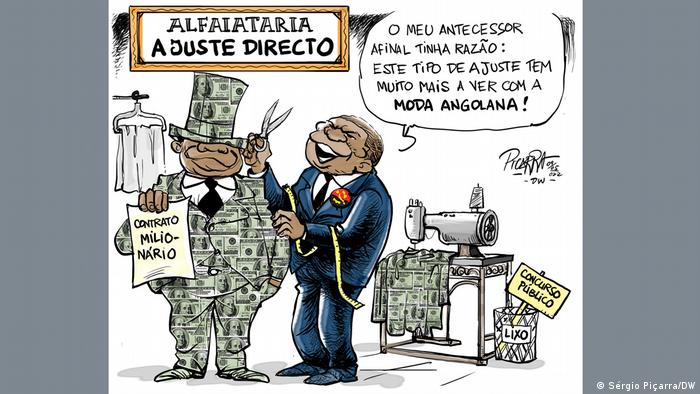 ALFAIATARIA
AJUSTE DIRECTO
O MEU ANTECESSOR
AFINAL TINHA RAZÃO:
ESTE TIPO DE AJUSTE TEM
MUITO MAIS A VER COM A
MODA ANGOLANA!
PIÇARRA
-DW-
CONTRATO
MILIO-
NÁRIO
CONCURSO
PÚBLICO
LIXO
© Sérgio Piçarra/DW